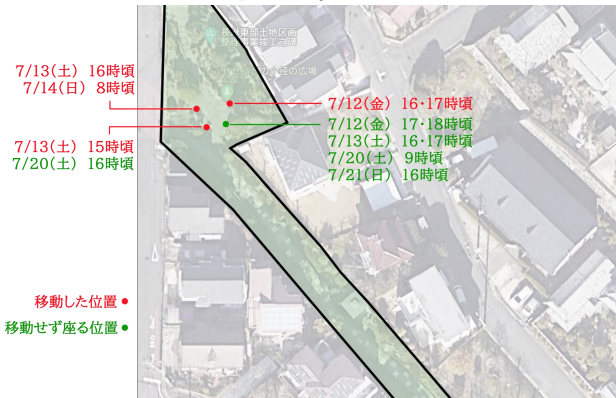 7/13(土) 16時頃
7/14(日) 8時頃
7/13(土) 15時頃
7/20(土) 16時頃
7/12(金) 16・17時頃
7/12(金) 17・18時頃
7/13(土) 16・17時頃
7/20(土) 9時頃
7/21(日) 16時頃
移動した位置
移動せず座る位置